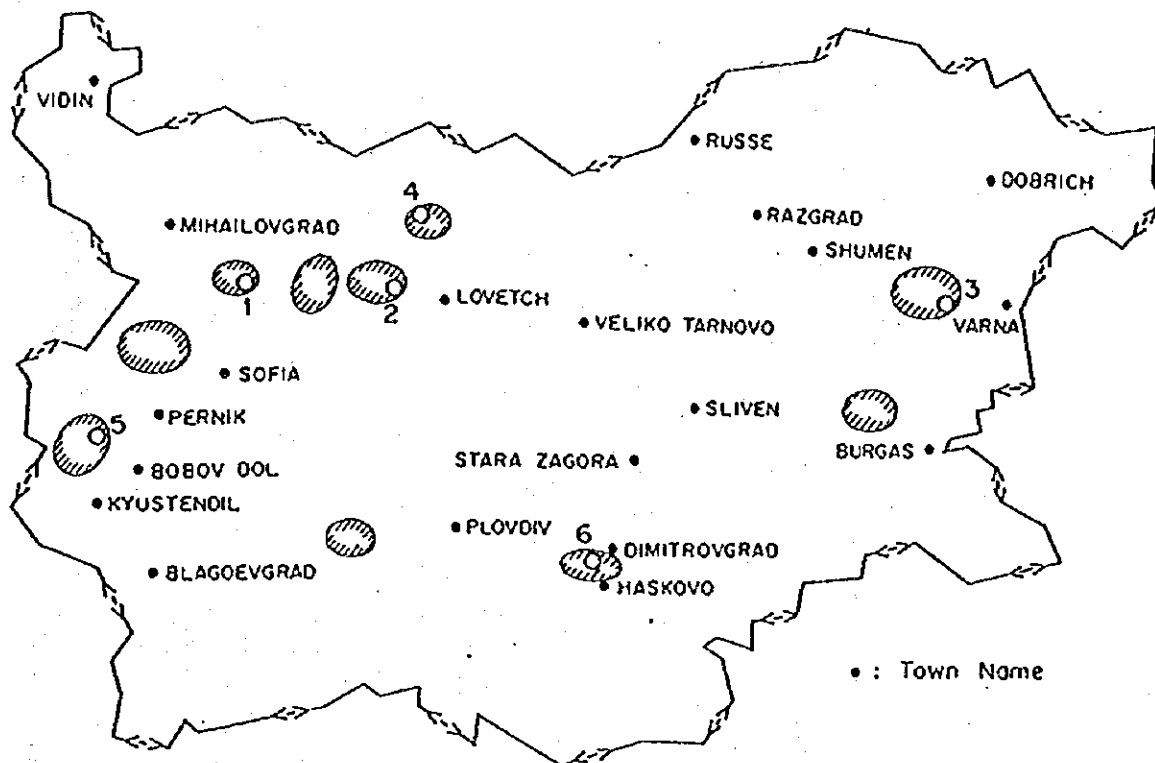 VIDIN
RUSSE
DOBRICH
4
MIHAILOVGRAD
RAZGRAD
SHUMEN
1
2
LOVETCH
3
VARNA
VELIKO TARNOVO
SOFIA
PERNIK
5
SLIVEN
BURGAS
BOBOV DOL
STARA ZAGORA
KYUSTENDIL
PLOVDIV
6
DIMITROVGRAD
BLAGOEVGRAD
HASKOVO
: Town Name